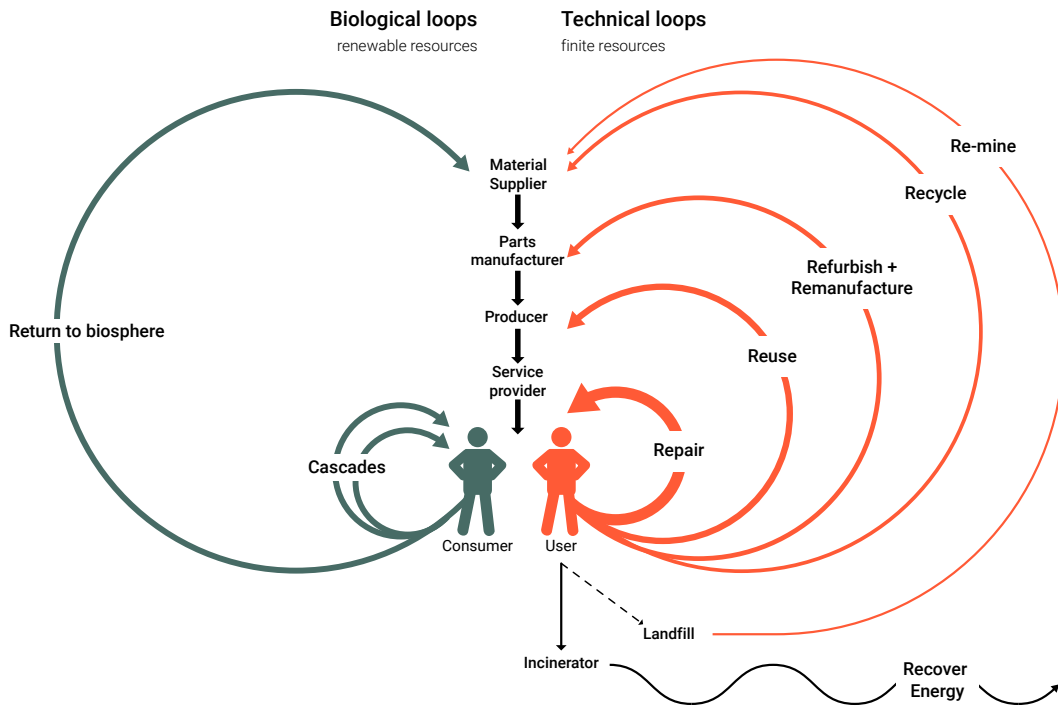 Biological loops
renewable resources
Technical loops
finite resources
Re-mine
Material
Supplier
Recycle
Parts
manufacturer
Refurbish +
Remanufacture
Producer
Return to biosphere
Reuse
Service
provider
Repair
Cascades
Consumer
User
Landfill
Incinerator
Recover
Energy